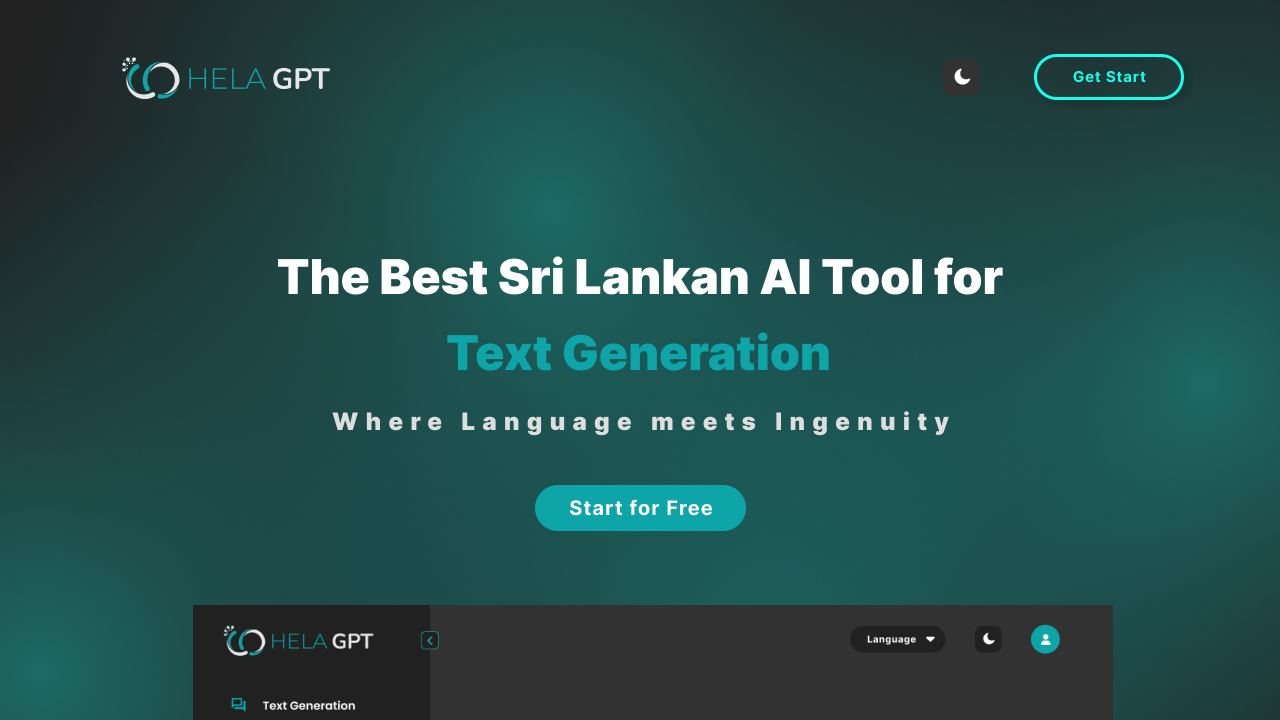 HELA GPT
Get Start
The Best Sri Lankan AI Tool for
Text Generation
Where Language meets Ingenuity
Start for Free
HELA GPT
Language
Text Generation